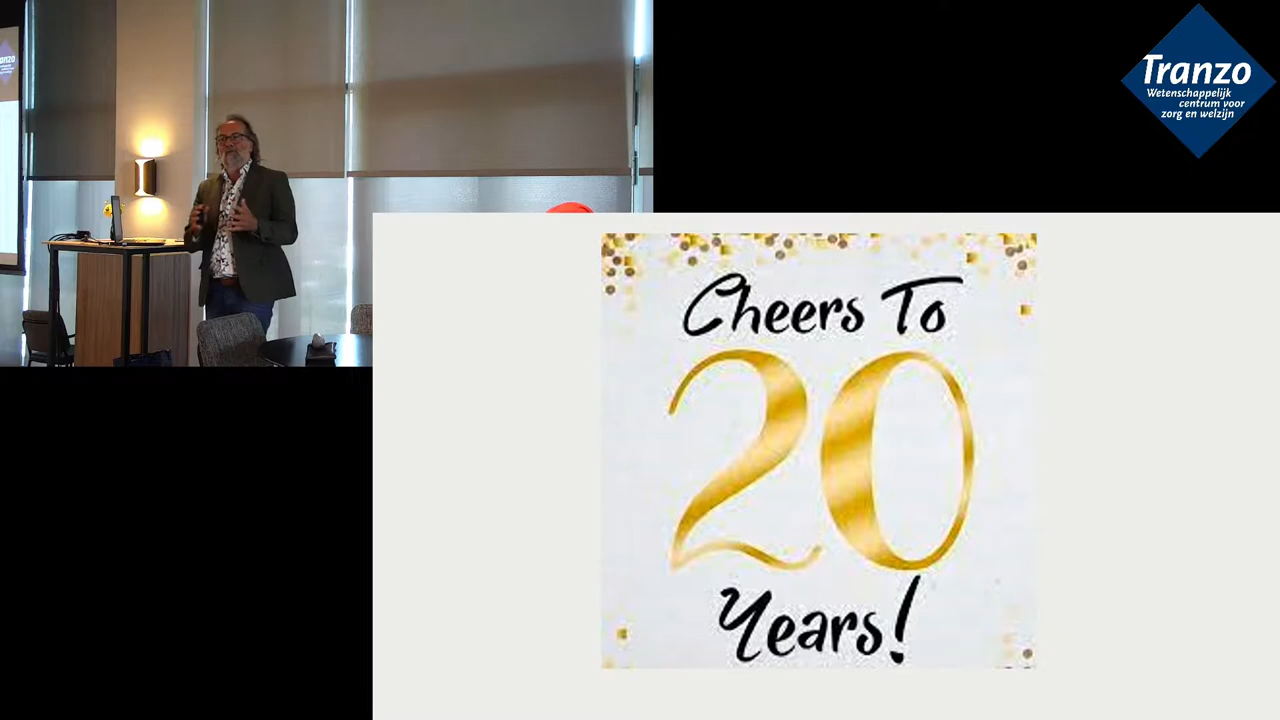 Tranzo
Wetenschappelijk
centrum voor
zorg en welzijn
Cheers To
20
Years!